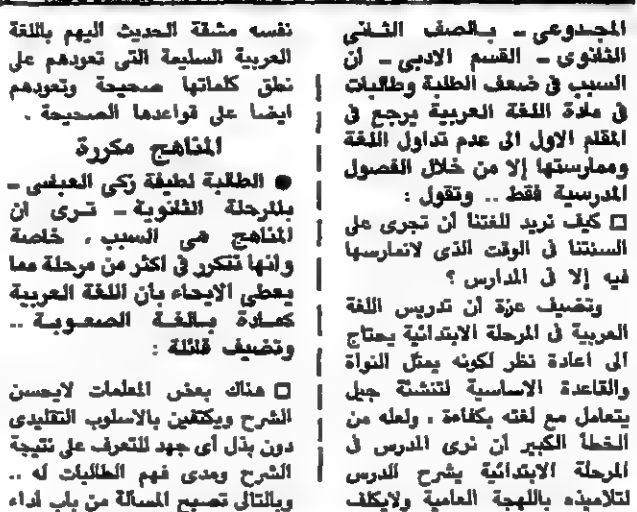 المجدوعى - بالصف الثانى
الثانوى - القسم الادبى - ان
السبب فى ضعف الطلبة وطالبات
فى مادة اللغة العربية يرجع فى
المقام الاول الى عدم تداول اللغة
وممارستها إلا من خلال الفصول
المدرسية فقط .. وتقول :
□ كيف نريد للغتنا أن تجرى على
السنتنا فى الوقت الذى لانمارسها
فيه إلا فى المدارس ؟
وتضيف عزة أن تدريس اللغة
العربية فى المرحلة الابتدائية يحتاج
الى اعادة نظر لكونه يمثل النواة
والقاعدة الاساسية لتنشئة جيل
يتعامل مع لغته بكفاءة ، ولعله من
الخطأ الكبير أن نرى المدرس فى
المرحلة الابتدائية يشرح الدرس
لتلاميذه باللهجة العامية ولايكلف
نفسه مشقة الحديث اليهم باللغة
العربية السليمة التى تعودهم على
نطق كلماتها صحيحة وتعودهم
ايضا على قواعدها الصحيحة .
المناهج مكررة
● الطالبة لطيفة زكى العيسى -
بالمرحلة الثانوية - ترى ان
المناهج هى السبب ، خاصة
وانها تتكرر فى اكثر من مرحلة مما
يعطى الايحاء بأن اللغة العربية
كمادة بالغة الصعوبة ..
وتضيف قائلة :
□ هناك بعض المعلمات لايحسن
الشرح ويكتفين بالاسلوب التقليدى
دون بذل أى جهد للتعرف على نتيجة
الشرح ومدى فهم الطالبات له ..
وبالتالى تصبح المسألة من باب أداء